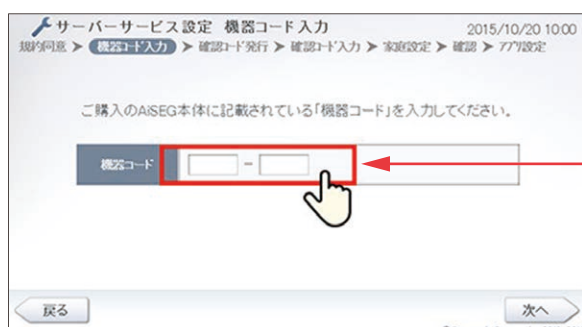 サーバーサービス設定 機器コード入力 2015/10/20 10:00
規約同意 > 機器ｺｰﾄﾞ入力 > 確認ｺｰﾄﾞ発行 > 確認ｺｰﾄﾞ入力 > 家庭設定 > 確認 > ｱﾌﾟﾘ設定
ご購入のAiSEG本体に記載されている「機器コード」を入力してください。
機器コード -
戻る 次へ